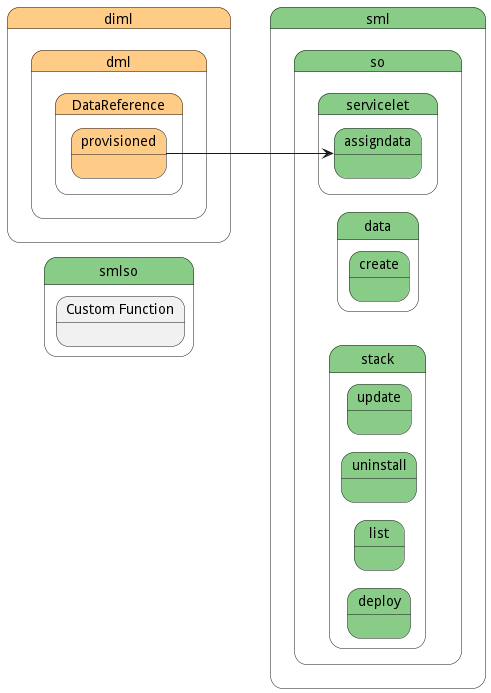 diml
dml
DataReference
provisioned
smlso
Custom Function
sml
so
servicelet
assigndata
data
create
stack
update
uninstall
list
deploy